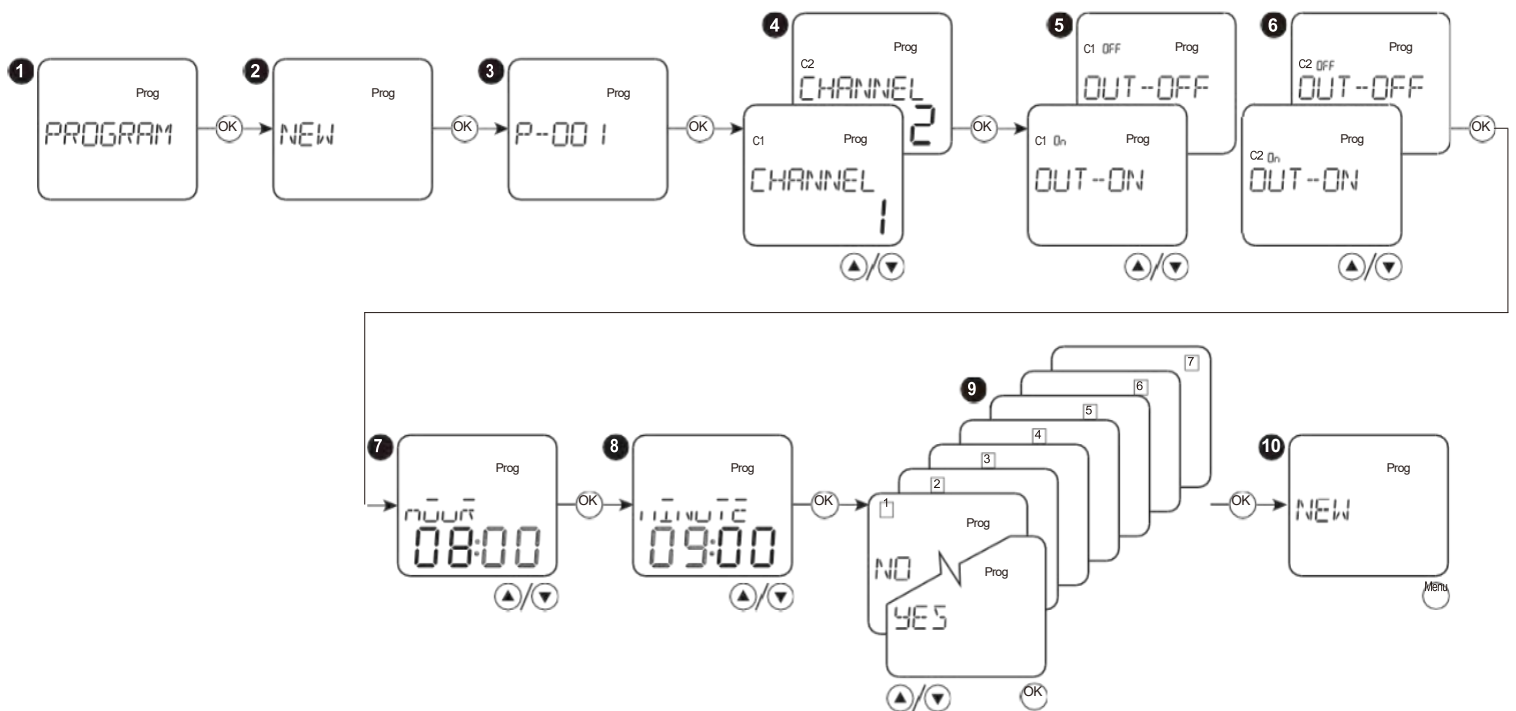 1
Prog
PROGRAM
OK
2
Prog
NEW
OK
3
Prog
P-001
OK
4
Prog
C2
CHANNEL
2
C1
Prog
CHANNEL
1
/
OK
5
C1 OFF
Prog
OUT-OFF
C1 On
Prog
OUT-ON
/
6
Prog
C2 OFF
OUT-OFF
Prog
C2 On
OUT-ON
/
OK
7
Prog
HOUR
08:00
/
OK
8
Prog
MINUTE
09:00
/
OK
9
7
6
5
4
3
2
1
Prog
NO
Prog
YES
/
OK
OK
10
Prog
NEW
Menu